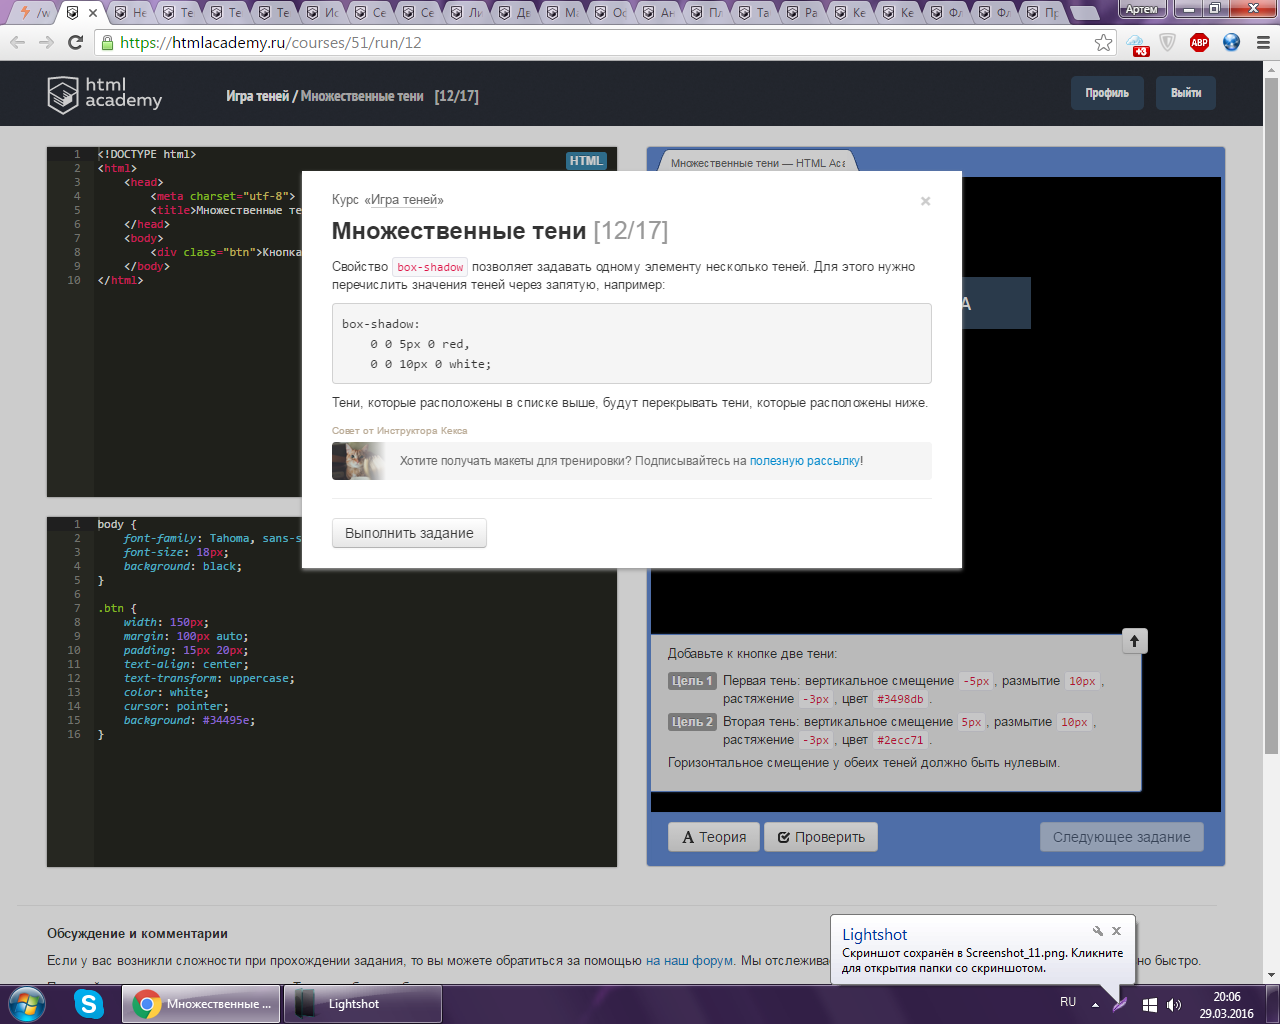 /w
Не
Те
Те
Те
Ис
Се
Се
Ли
Дв
Ма
Ос
Ан
Пл
Та
Ра
Ке
Ке
Фл
Фл
Пр
Артем
https://htmlacademy.ru/courses/51/run/12
+3
ABP
html academy
Игра теней / Множественные тени [12/17]
Профиль
Выйти
1 <!DOCTYPE html>
2 <html>
3 <head>
4 <meta charset="utf-8">
5 <title>Множественные те
6 </head>
7 <body>
8 <div class="btn">Кнопка
9 </body>
10 </html>
HTML
Множественные тени — HTML Aca
А
Курс «Игра теней»
×
Множественные тени [12/17]
Свойство box-shadow позволяет задавать одному элементу несколько теней. Для этого нужно
перечислить значения теней через запятую, например:
box-shadow:
0 0 5px 0 red,
0 0 10px 0 white;
Тени, которые расположены в списке выше, будут перекрывать тени, которые расположены ниже.
Совет от Инструктора Кекса
Хотите получать макеты для тренировки? Подписывайтесь на полезную рассылку!
Выполнить задание
1 body {
2 font-family: Tahoma, sans-s
3 font-size: 18px;
4 background: black;
5 }
6
7 .btn {
8 width: 150px;
9 margin: 100px auto;
10 padding: 15px 20px;
11 text-align: center;
12 text-transform: uppercase;
13 color: white;
14 cursor: pointer;
15 background: #34495e;
16 }
Добавьте к кнопке две тени:
Цель 1 Первая тень: вертикальное смещение -5px, размытие 10px,
растяжение -3px, цвет #3498db.
Цель 2 Вторая тень: вертикальное смещение 5px, размытие 10px,
растяжение -3px, цвет #2ecc71.
Горизонтальное смещение у обеих теней должно быть нулевым.
A Теория
Проверить
Следующее задание
Обсуждение и комментарии
Если у вас возникли сложности при прохождении задания, то вы можете обратиться за помощью на наш форум. Мы отслежива
но быстро.
Lightshot
Скриншот сохранён в Screenshot_11.png. Кликните
для открытия папки со скриншотом.
Множественные ...
Lightshot
RU
20:06
29.03.2016